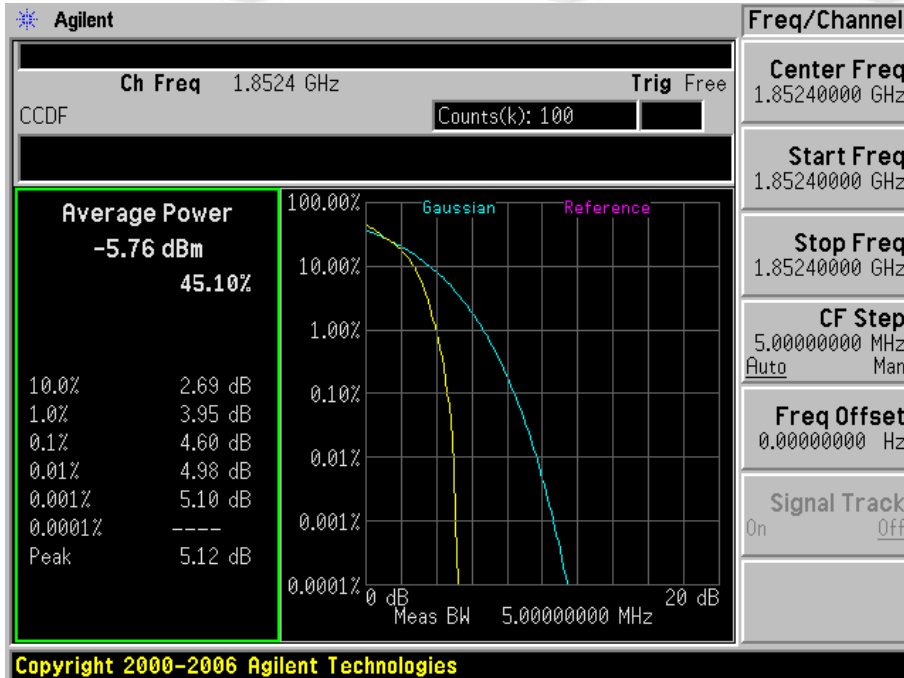 Agilent
Ch Freq 1.8524 GHz Trig Free
CCDF
Counts(k): 100
Average Power
-5.76 dBm
45.10%
10.0% 2.69 dB
1.0% 3.95 dB
0.1% 4.60 dB
0.01% 4.98 dB
0.001% 5.10 dB
0.0001% ----
Peak 5.12 dB
Gaussian Reference
100.00%
10.00%
1.00%
0.10%
0.01%
0.001%
0.0001%
0 dB 20 dB
Meas BW 5.00000000 MHz
Freq/Channel
Center Freq
1.85240000 GHz
Start Freq
1.85240000 GHz
Stop Freq
1.85240000 GHz
CF Step
5.00000000 MHz
Auto Man
Freq Offset
0.00000000 Hz
Signal Track
On Off
Copyright 2000-2006 Agilent Technologies